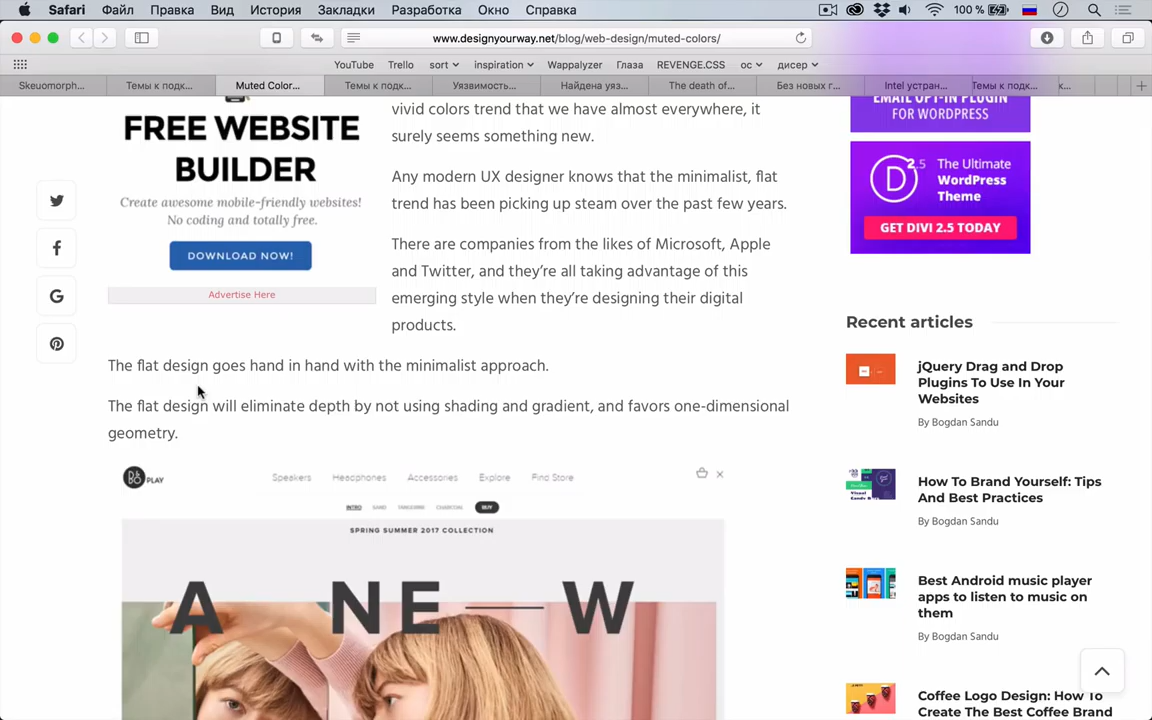 Safari Файл Правка Вид История Закладки Разработка Окно Справка 100 %
www.designyourway.net/blog/web-design/muted-colors/
YouTube Trello sort inspiration Wappalyzer Глаза REVENGE.CSS ос дисер
Skeuomorph... Темы к подк... Muted Color... Темы к подк... Уязвимость... Найдена уяз... The death of... Без новых г... Intel устран... Темы к подк... к...
FREE WEBSITE
BUILDER
Create awesome mobile-friendly websites!
No coding and totally free.
DOWNLOAD NOW!
Advertise Here
vivid colors trend that we have almost everywhere, it
surely seems something new.
Any modern UX designer knows that the minimalist, flat
trend has been picking up steam over the past few years.
There are companies from the likes of Microsoft, Apple
and Twitter, and they’re all taking advantage of this
emerging style when they’re designing their digital
products.
The flat design goes hand in hand with the minimalist approach.
The flat design will eliminate depth by not using shading and gradient, and favors one-dimensional
geometry.
B&O PLAY Speakers Headphones Accessories Explore Find Store
INTRO SAND TANGERINE CHARCOAL BUY
SPRING SUMMER 2017 COLLECTION
A NE—W
EMAIL OPT-IN PLUGIN
FOR WORDPRESS
D 2.5 The Ultimate
WordPress
Theme
GET DIVI 2.5 TODAY
Recent articles
jQuery Drag and Drop
Plugins To Use In Your
Websites
By Bogdan Sandu
How To Brand Yourself: Tips
And Best Practices
By Bogdan Sandu
Best Android music player
apps to listen to music on
them
By Bogdan Sandu
Coffee Logo Design: How To
Create The Best Coffee Brand